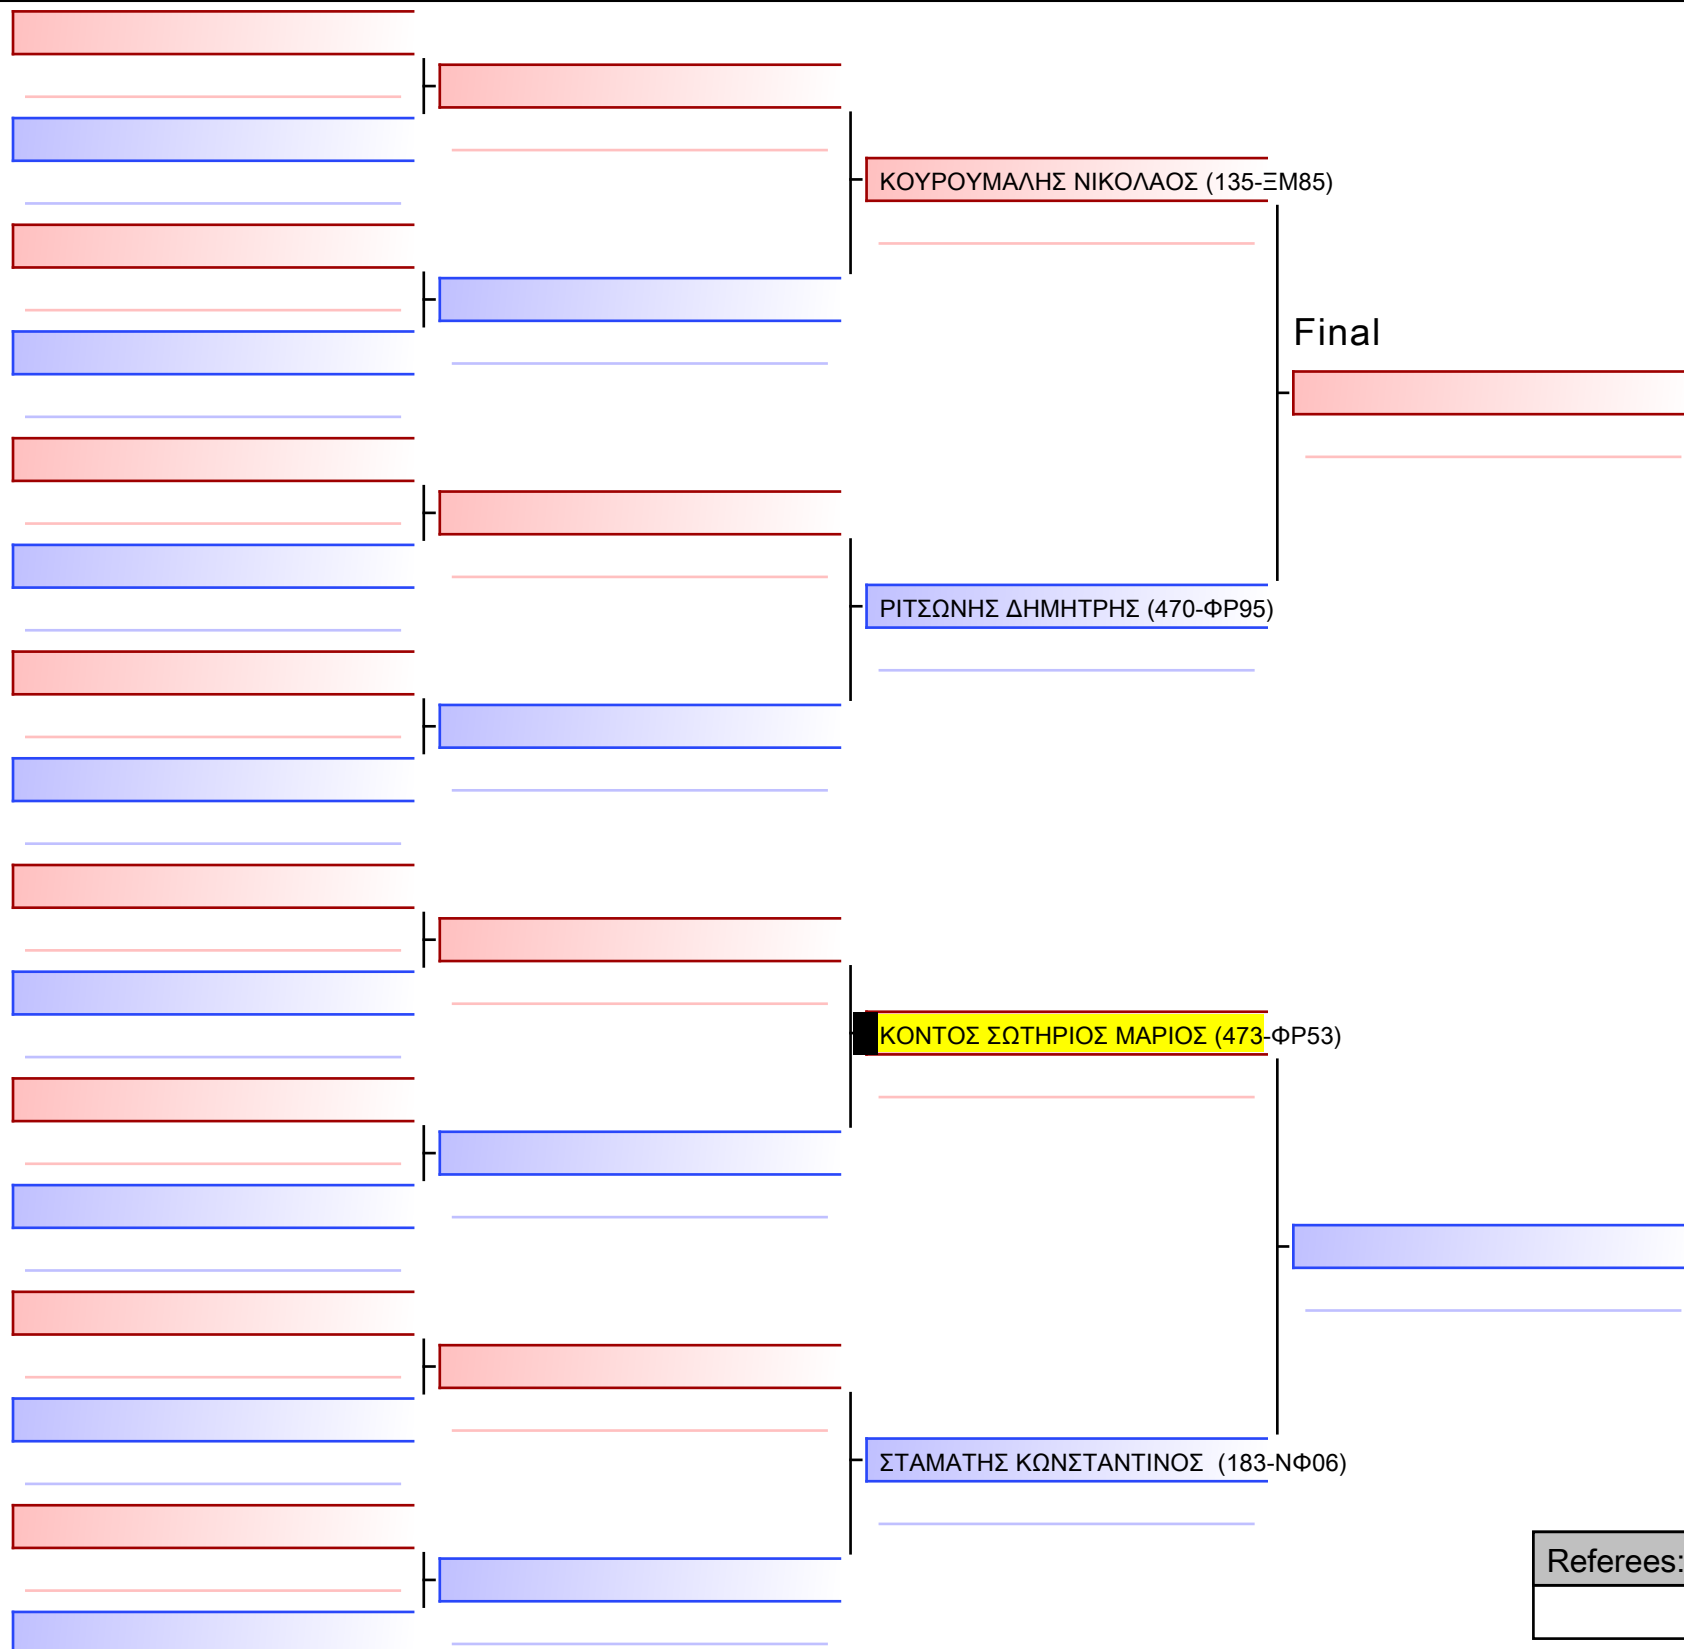 ΚΟΥΡΟΥΜΑΛΗΣ ΝΙΚΟΛΑΟΣ (135-ΞΜ85)
Final
ΡΙΤΣΩΝΗΣ ΔΗΜΗΤΡΗΣ (470-ΦΡ95)
ΚΟΝΤΟΣ ΣΩΤΗΡΙΟΣ ΜΑΡΙΟΣ (473-ΦΡ53)
ΣΤΑΜΑΤΗΣ ΚΩΝΣΤΑΝΤΙΝΟΣ (183-ΝΦ06)
Referees: